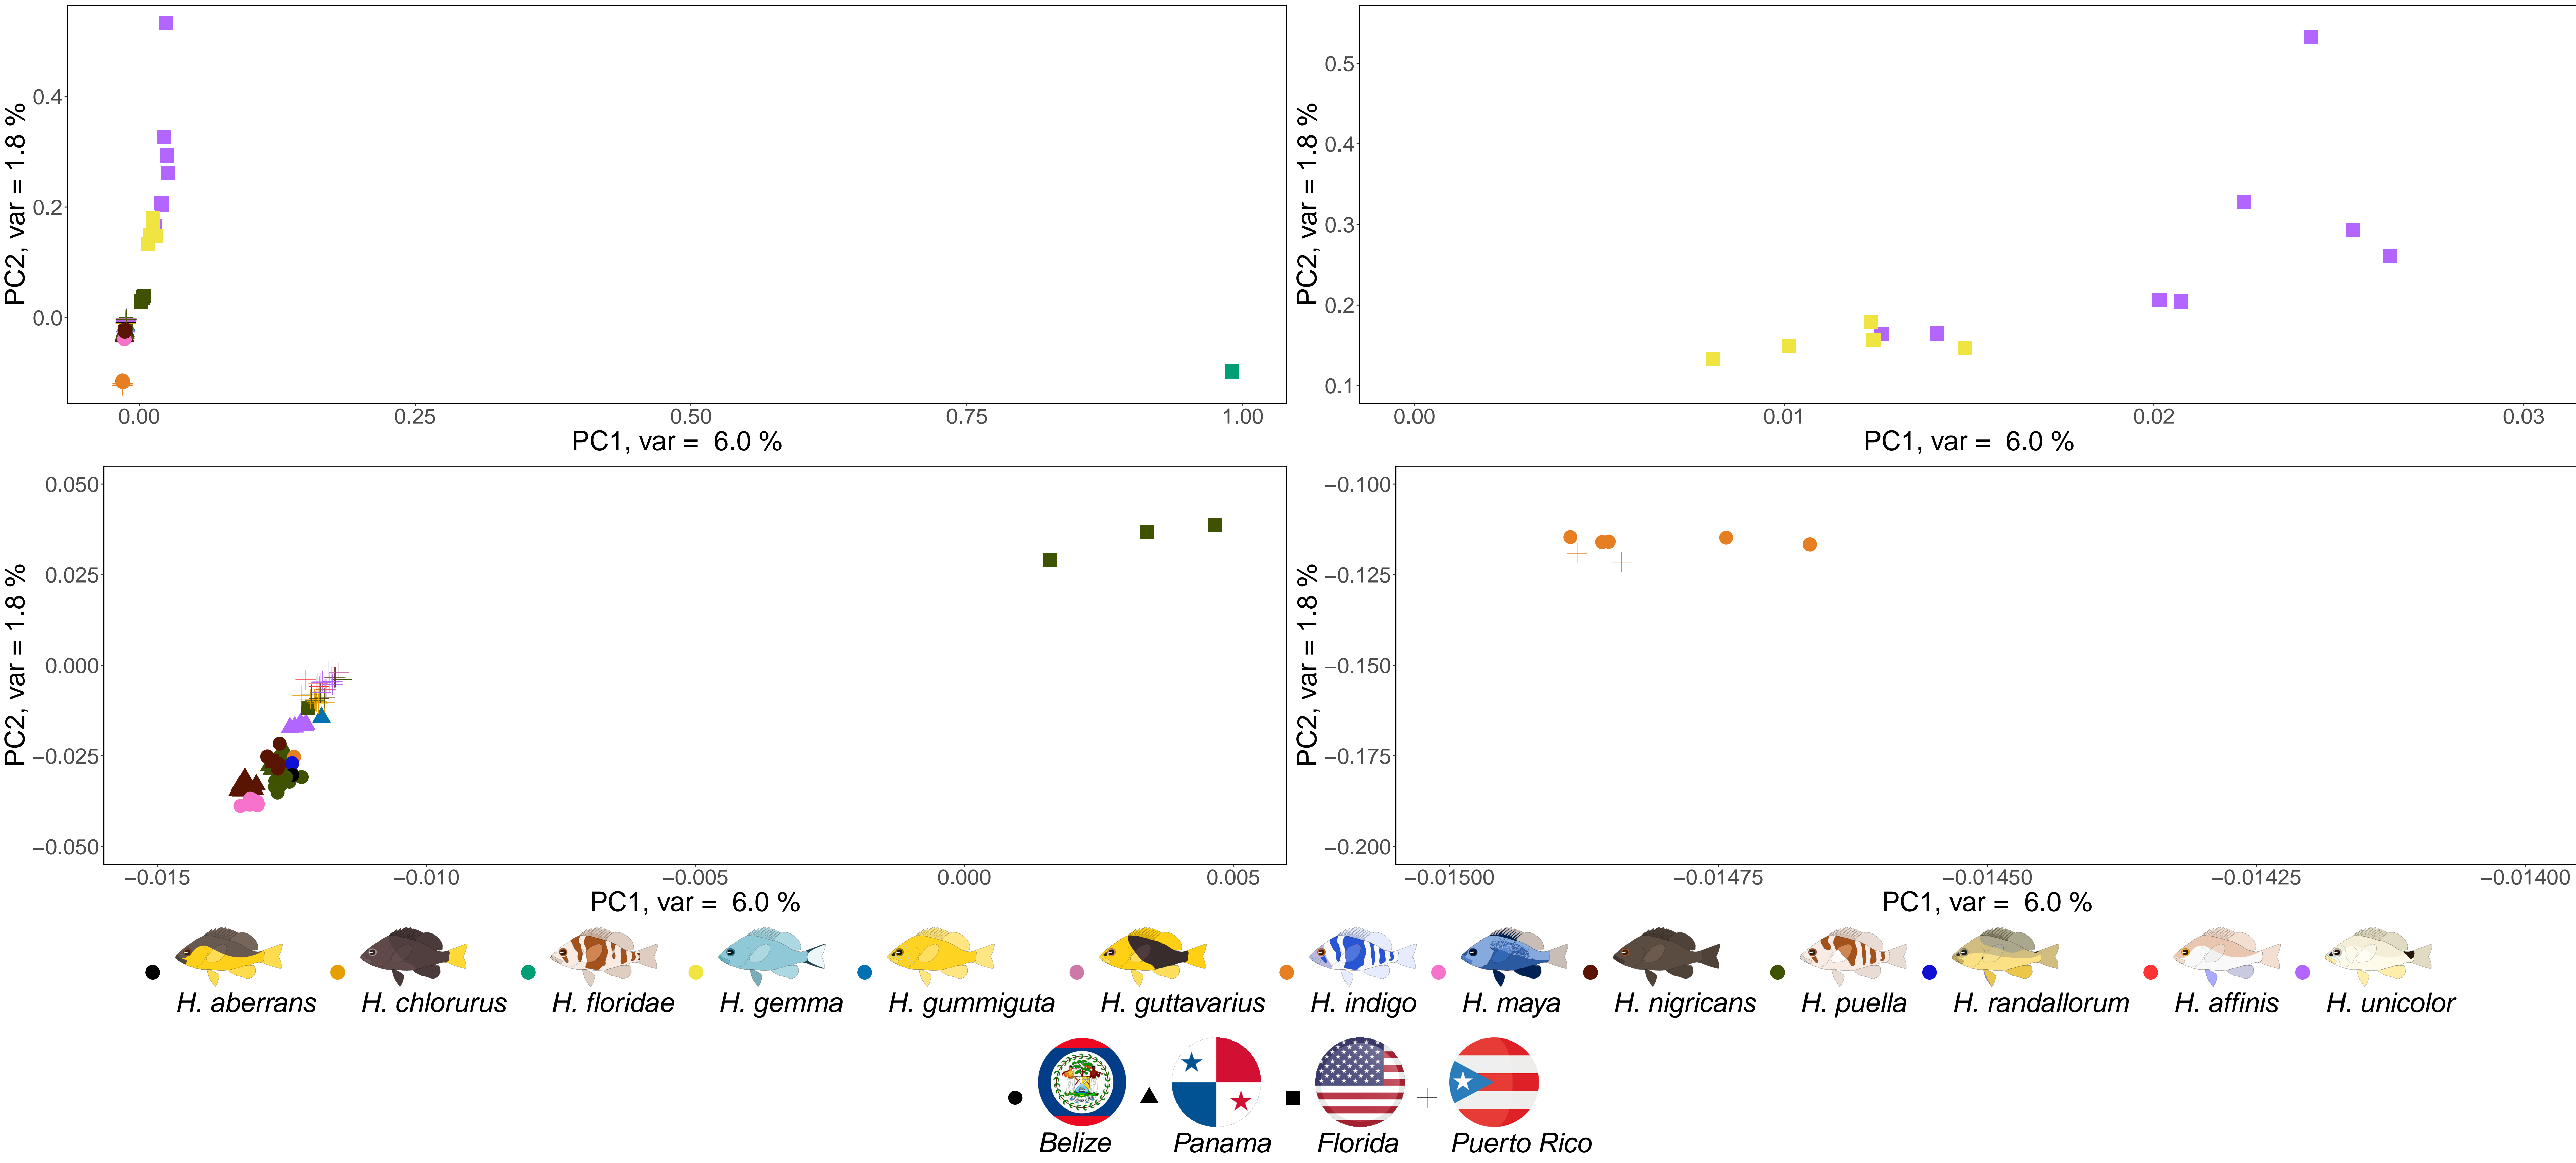 PC2, var = 1.8 %
0.4
0.2
0.0
0.00 0.25 0.50 0.75 1.00
PC1, var = 6.0 %
PC2, var = 1.8 %
0.5
0.4
0.3
0.2
0.1
0.00 0.01 0.02 0.03
PC1, var = 6.0 %
PC2, var = 1.8 %
0.050
0.025
0.000
−0.025
−0.050
−0.015 −0.010 −0.005 0.000 0.005
PC1, var = 6.0 %
PC2, var = 1.8 %
−0.100
−0.125
−0.150
−0.175
−0.200
−0.01500 −0.01475 −0.01450 −0.01425 −0.01400
PC1, var = 6.0 %
H. aberrans H. chlorurus H. floridae H. gemma H. gummiguta H. guttavarius H. indigo H. maya H. nigricans H. puella H. randallorum H. affinis H. unicolor
Belize Panama Florida Puerto Rico